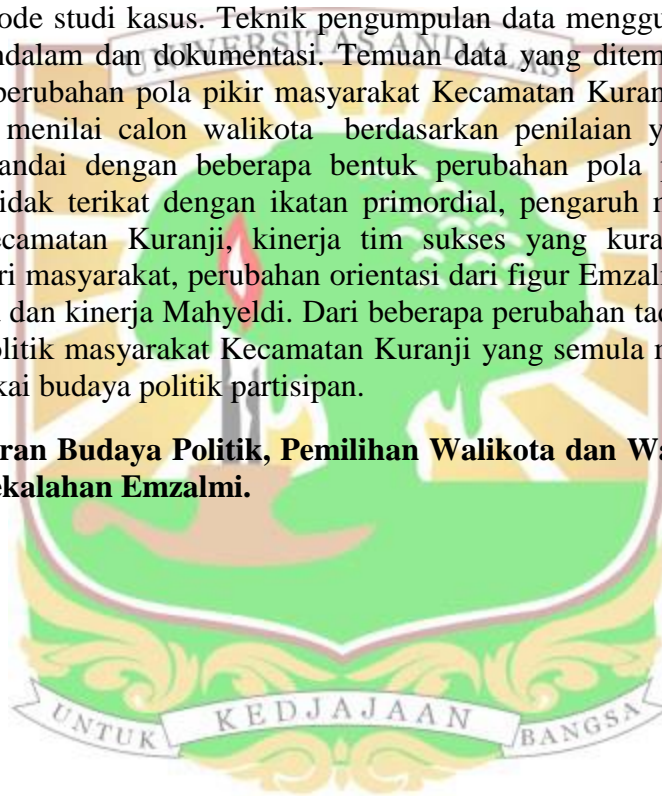 ode studi kasus. Teknik pengumpulan data menggu
ndalam dan dokumentasi. Temuan data yang ditem
UNIVERSITAS ANDALAS
perubahan pola pikir masyarakat Kecamatan Kuran
menilai calon walikota berdasarkan penilaian y
andai dengan beberapa bentuk perubahan pola p
idak terikat dengan ikatan primordial, pengaruh
ecamatan Kuranji, kinerja tim sukses yang kura
ri masyarakat, perubahan orientasi dari figur Emzal
dan kinerja Mahyeldi. Dari beberapa perubahan tad
olitik masyarakat Kecamatan Kuranji yang semula
kai budaya politik partisipan.
ran Budaya Politik, Pemilihan Walikota dan Wa
ekalahan Emzalmi.
UNTUK KEDJAJAAN BANGSA